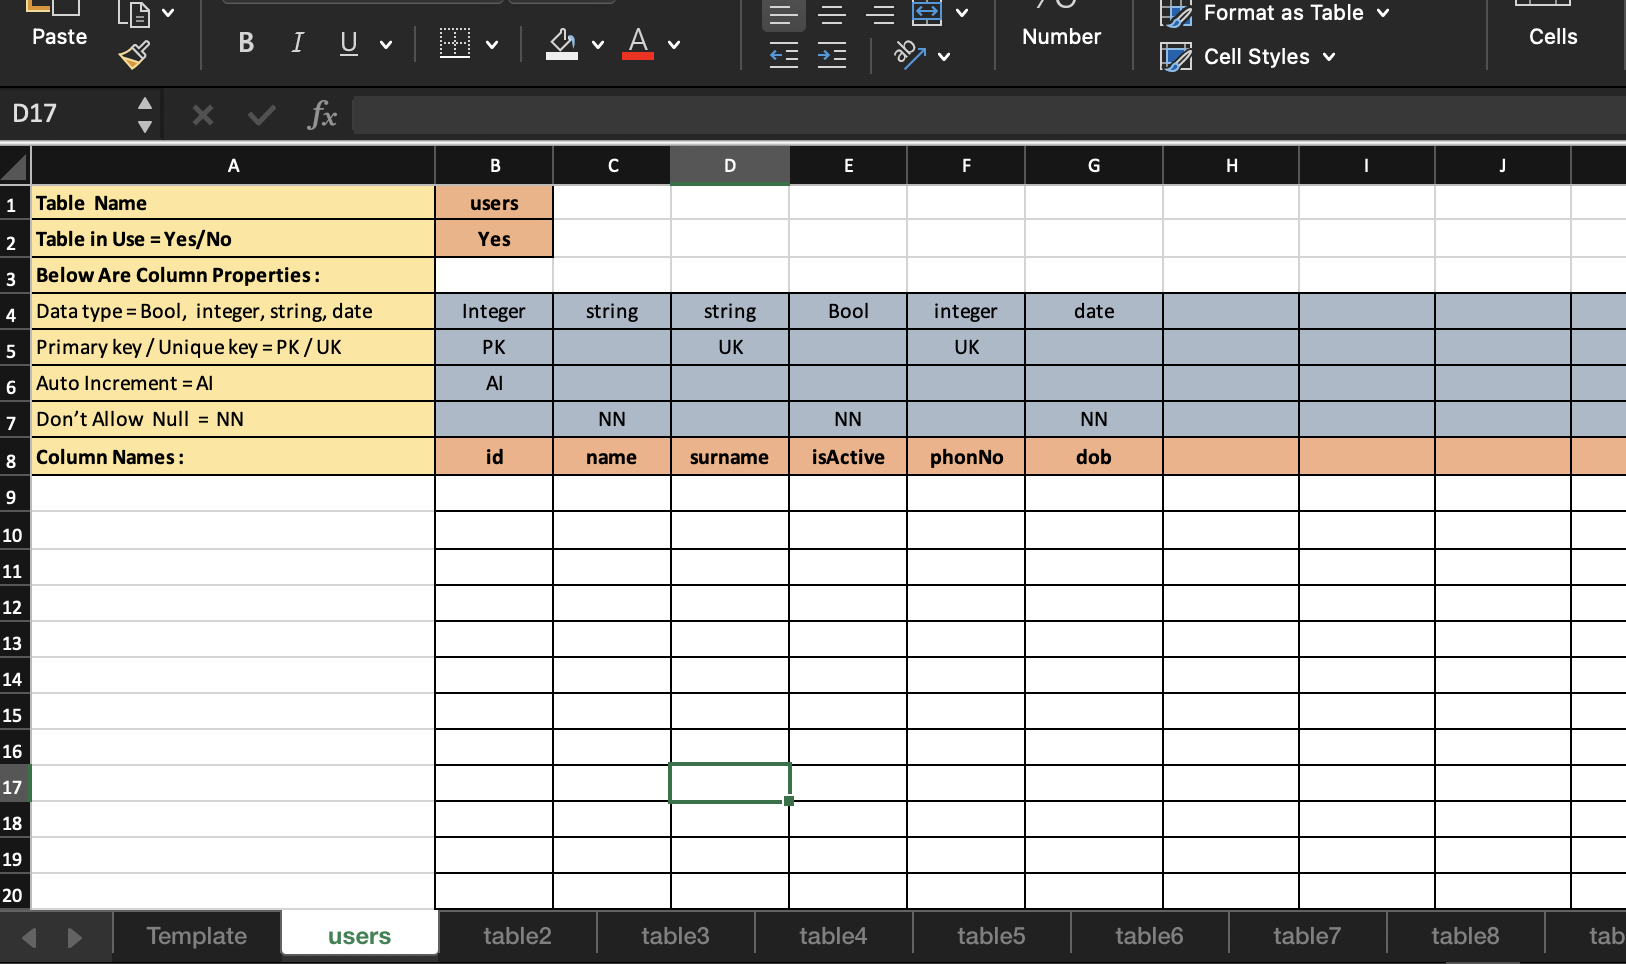 Paste
B I U A
Number
Format as Table
Cell Styles
Cells
D17 fx
A B C D E F G H I J
1 Table Name users
2 Table in Use = Yes/No Yes
3 Below Are Column Properties :
4 Data type = Bool, integer, string, date Integer string string Bool integer date
5 Primary key / Unique key = PK / UK PK UK UK
6 Auto Increment = AI AI
7 Don’t Allow Null = NN NN NN NN
8 Column Names : id name surname isActive phonNo dob
9
10
11
12
13
14
15
16
17
18
19
20
Template users table2 table3 table4 table5 table6 table7 table8 tab